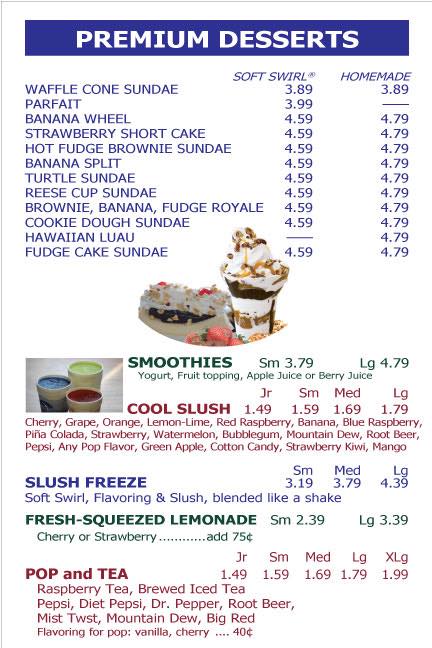 PREMIUM DESSERTS
SOFT SWIRL® HOMEMADE
WAFFLE CONE SUNDAE 3.89 3.89
PARFAIT 3.99 ——
BANANA WHEEL 4.59 4.79
STRAWBERRY SHORT CAKE 4.59 4.79
HOT FUDGE BROWNIE SUNDAE 4.59 4.79
BANANA SPLIT 4.59 4.79
TURTLE SUNDAE 4.59 4.79
REESE CUP SUNDAE 4.59 4.79
BROWNIE, BANANA, FUDGE ROYALE 4.59 4.79
COOKIE DOUGH SUNDAE 4.59 4.79
HAWAIIAN LUAU —— 4.79
FUDGE CAKE SUNDAE 4.59 4.79
SMOOTHIES Sm 3.79 Lg 4.79
Yogurt, Fruit topping, Apple Juice or Berry Juice
Jr Sm Med Lg
COOL SLUSH 1.49 1.59 1.69 1.79
Cherry, Grape, Orange, Lemon-Lime, Red Raspberry, Banana, Blue Raspberry,
Piña Colada, Strawberry, Watermelon, Bubblegum, Mountain Dew, Root Beer,
Pepsi, Any Pop Flavor, Green Apple, Cotton Candy, Strawberry Kiwi, Mango
Sm Med Lg
SLUSH FREEZE 3.19 3.79 4.39
Soft Swirl, Flavoring & Slush, blended like a shake
FRESH-SQUEEZED LEMONADE Sm 2.39 Lg 3.39
Cherry or Strawberry............add 75¢
Jr Sm Med Lg XLg
POP and TEA 1.49 1.59 1.69 1.79 1.99
Raspberry Tea, Brewed Iced Tea
Pepsi, Diet Pepsi, Dr. Pepper, Root Beer,
Mist Twst, Mountain Dew, Big Red
Flavoring for pop: vanilla, cherry .... 40¢